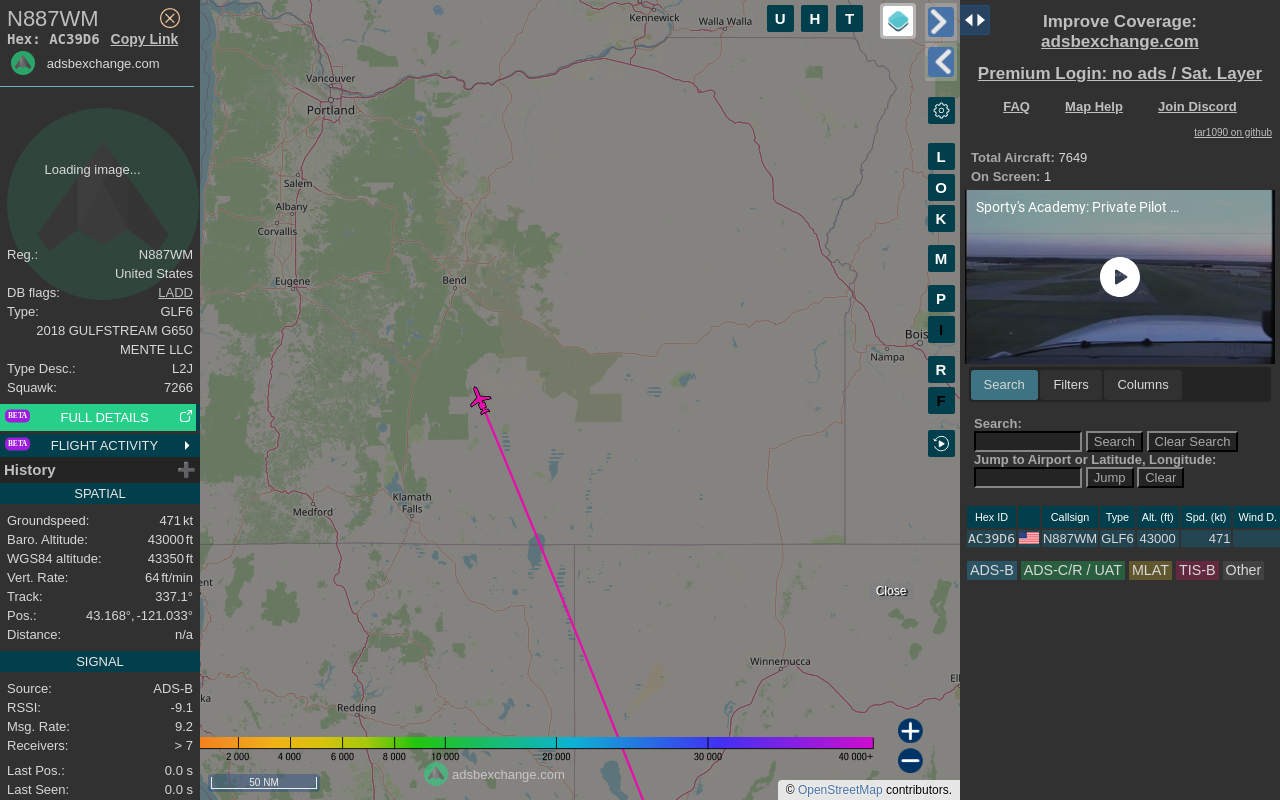 N887WM
Hex: AC39D6 Copy Link
adsbexchange.com
Loading image...
Reg.: N887WM
United States
DB flags: LADD
Type: GLF6
2018 GULFSTREAM G650
MENTE LLC
Type Desc.: L2J
Squawk: 7266
BETA FULL DETAILS
BETA FLIGHT ACTIVITY
History
SPATIAL
Groundspeed: 471 kt
Baro. Altitude: 43000 ft
WGS84 altitude: 43350 ft
Vert. Rate: 64 ft/min
Track: 337.1°
Pos.: 43.168°, -121.033°
Distance: n/a
SIGNAL
Source: ADS-B
RSSI: -9.1
Msg. Rate: 9.2
Receivers: > 7
Last Pos.: 0.0 s
Last Seen: 0.0 s
Kennewick
Walla Walla
Vancouver
Portland
Salem
Albany
Corvallis
Eugene
Bend
Bois
Nampa
Klamath
Falls
Medford
ent
Winnemucca
El
ka
Redding
U H T
L
O
K
M
P
I
R
F
Close
2 000 4 000 6 000 8 000 10 000 20 000 30 000 40 000+
adsbexchange.com
50 NM
© OpenStreetMap contributors.
Improve Coverage:
adsbexchange.com
Premium Login: no ads / Sat. Layer
FAQ Map Help Join Discord
tar1090 on github
Total Aircraft: 7649
On Screen: 1
Sporty's Academy: Private Pilot ...
Search Filters Columns
Search:
Search Clear Search
Jump to Airport or Latitude, Longitude:
Jump Clear
Hex ID Callsign Type Alt. (ft) Spd. (kt) Wind D.
AC39D6 N887WM GLF6 43000 471
ADS-B ADS-C/R / UAT MLAT TIS-B Other